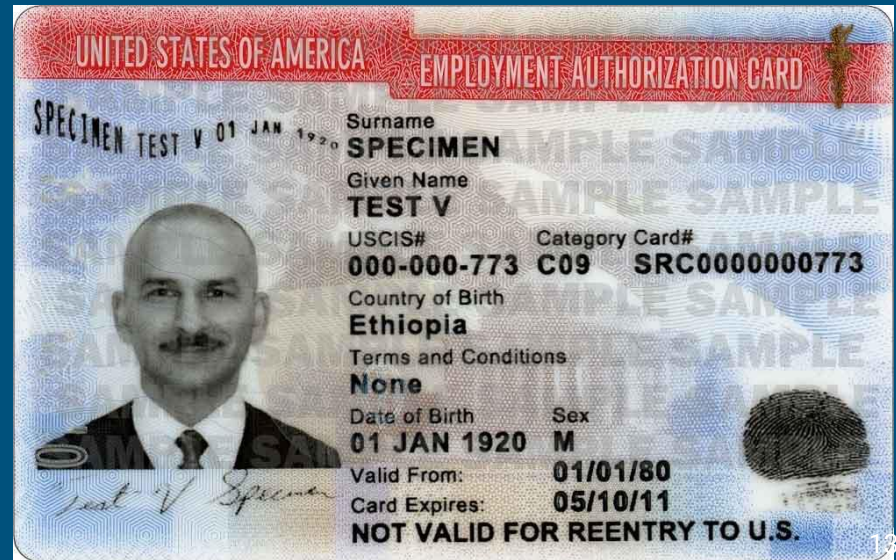 UNITED STATES OF AMERICA
EMPLOYMENT AUTHORIZATION CARD
SPECIMEN TEST V 01 JAN 1920
Surname
SPECIMEN
Given Name
TEST V
USCIS# Category Card#
000-000-773 C09 SRC0000000773
Country of Birth
Ethiopia
Terms and Conditions
None
Date of Birth Sex
01 JAN 1920 M
Valid From: 01/01/80
Card Expires: 05/10/11
NOT VALID FOR REENTRY TO U.S.
Test V Specimen
SAMPLE SAMPLE SAMPLE